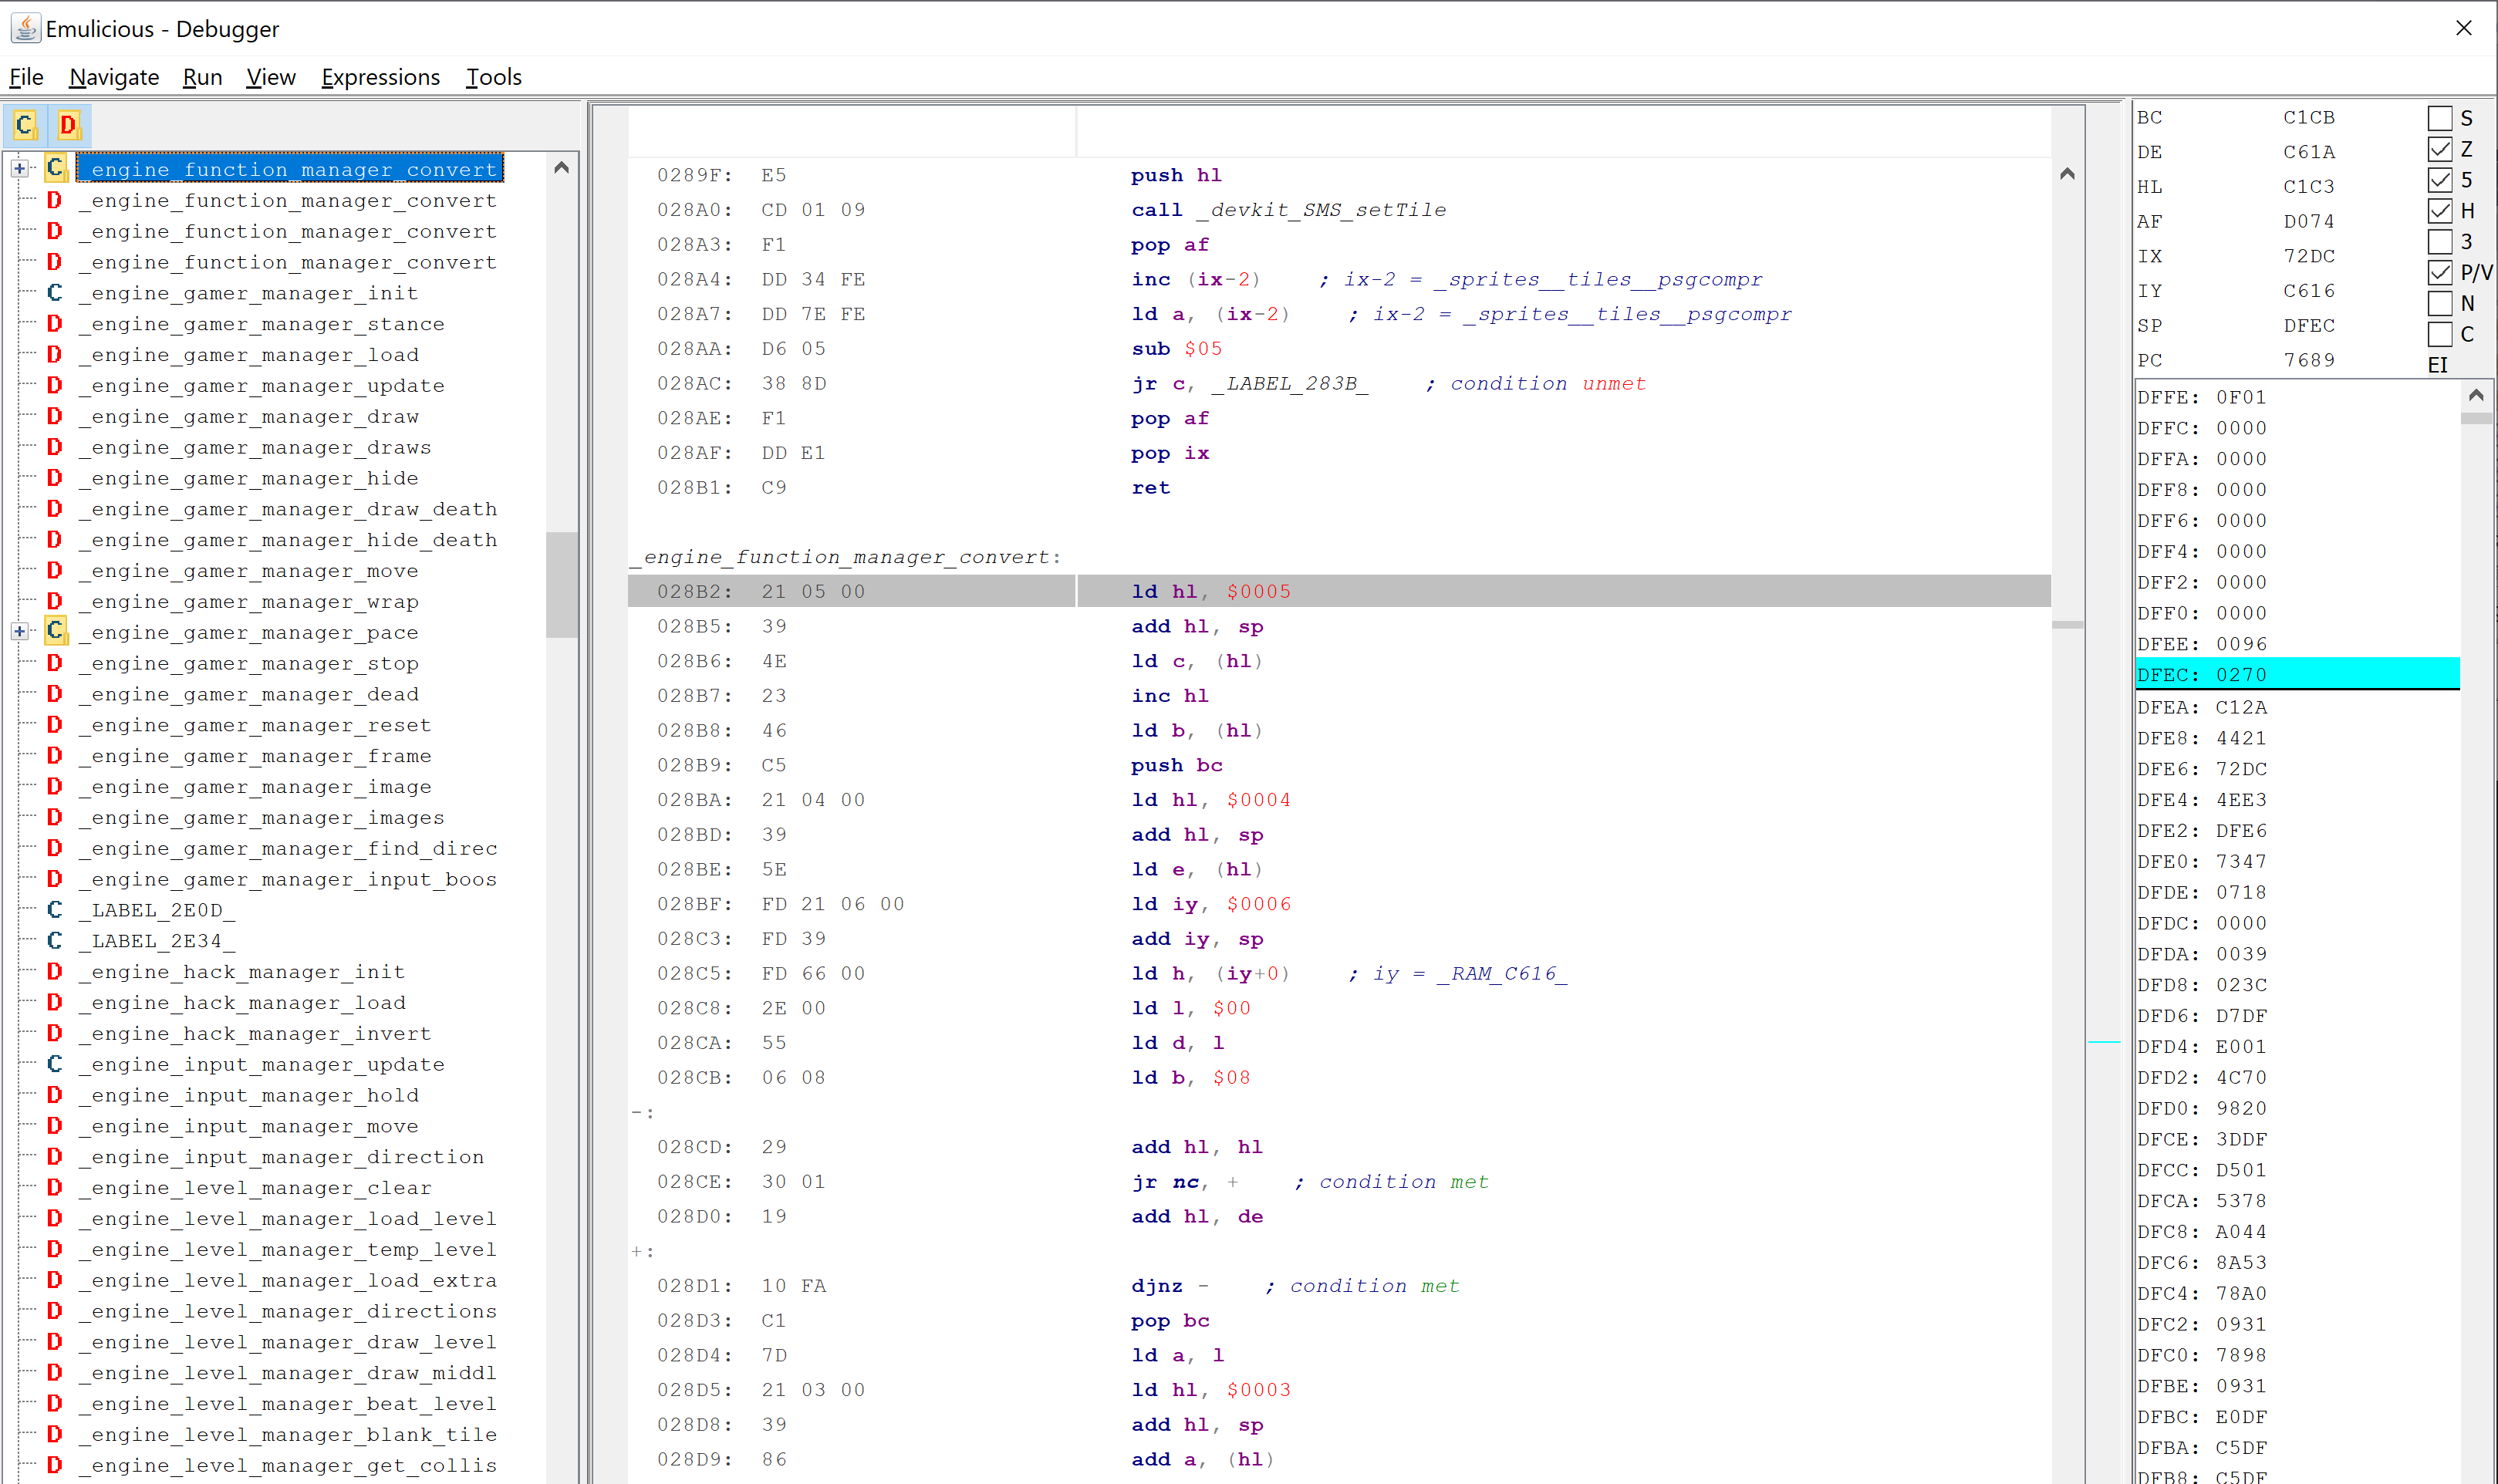 Emulicious - Debugger
File Navigate Run View Expressions Tools
C D
C _engine_function_manager_convert
D _engine_function_manager_convert
D _engine_function_manager_convert
D _engine_function_manager_convert
C _engine_gamer_manager_init
D _engine_gamer_manager_stance
D _engine_gamer_manager_load
D _engine_gamer_manager_update
D _engine_gamer_manager_draw
D _engine_gamer_manager_draws
D _engine_gamer_manager_hide
D _engine_gamer_manager_draw_death
D _engine_gamer_manager_hide_death
D _engine_gamer_manager_move
D _engine_gamer_manager_wrap
C _engine_gamer_manager_pace
D _engine_gamer_manager_stop
D _engine_gamer_manager_dead
D _engine_gamer_manager_reset
D _engine_gamer_manager_frame
D _engine_gamer_manager_image
D _engine_gamer_manager_images
D _engine_gamer_manager_find_direc
D _engine_gamer_manager_input_boos
C _LABEL_2E0D_
C _LABEL_2E34_
D _engine_hack_manager_init
D _engine_hack_manager_load
D _engine_hack_manager_invert
C _engine_input_manager_update
D _engine_input_manager_hold
D _engine_input_manager_move
D _engine_input_manager_direction
D _engine_level_manager_clear
D _engine_level_manager_load_level
D _engine_level_manager_temp_level
D _engine_level_manager_load_extra
D _engine_level_manager_directions
D _engine_level_manager_draw_level
D _engine_level_manager_draw_middl
D _engine_level_manager_beat_level
D _engine_level_manager_blank_tile
D _engine_level_manager_get_collis
0289F: E5 push hl
028A0: CD 01 09 call _devkit_SMS_setTile
028A3: F1 pop af
028A4: DD 34 FE inc (ix-2) ; ix-2 = _sprites__tiles__psgcompr
028A7: DD 7E FE ld a, (ix-2) ; ix-2 = _sprites__tiles__psgcompr
028AA: D6 05 sub $05
028AC: 38 8D jr c, _LABEL_283B_ ; condition unmet
028AE: F1 pop af
028AF: DD E1 pop ix
028B1: C9 ret
_engine_function_manager_convert:
028B2: 21 05 00 ld hl, $0005
028B5: 39 add hl, sp
028B6: 4E ld c, (hl)
028B7: 23 inc hl
028B8: 46 ld b, (hl)
028B9: C5 push bc
028BA: 21 04 00 ld hl, $0004
028BD: 39 add hl, sp
028BE: 5E ld e, (hl)
028BF: FD 21 06 00 ld iy, $0006
028C3: FD 39 add iy, sp
028C5: FD 66 00 ld h, (iy+0) ; iy = _RAM_C616_
028C8: 2E 00 ld l, $00
028CA: 55 ld d, l
028CB: 06 08 ld b, $08
-:
028CD: 29 add hl, hl
028CE: 30 01 jr nc, + ; condition met
028D0: 19 add hl, de
+:
028D1: 10 FA djnz - ; condition met
028D3: C1 pop bc
028D4: 7D ld a, l
028D5: 21 03 00 ld hl, $0003
028D8: 39 add hl, sp
028D9: 86 add a, (hl)
BC C1CB
DE C61A
HL C1C3
AF D074
IX 72DC
IY C616
SP DFEC
PC 7689
S
Z
5
H
3
P/V
N
C
EI
DFFE: 0F01
DFFC: 0000
DFFA: 0000
DFF8: 0000
DFF6: 0000
DFF4: 0000
DFF2: 0000
DFF0: 0000
DFEE: 0096
DFEC: 0270
DFEA: C12A
DFE8: 4421
DFE6: 72DC
DFE4: 4EE3
DFE2: DFE6
DFE0: 7347
DFDE: 0718
DFDC: 0000
DFDA: 0039
DFD8: 023C
DFD6: D7DF
DFD4: E001
DFD2: 4C70
DFD0: 9820
DFCE: 3DDF
DFCC: D501
DFCA: 5378
DFC8: A044
DFC6: 8A53
DFC4: 78A0
DFC2: 0931
DFC0: 7898
DFBE: 0931
DFBC: E0DF
DFBA: C5DF
DFB8: C5DF